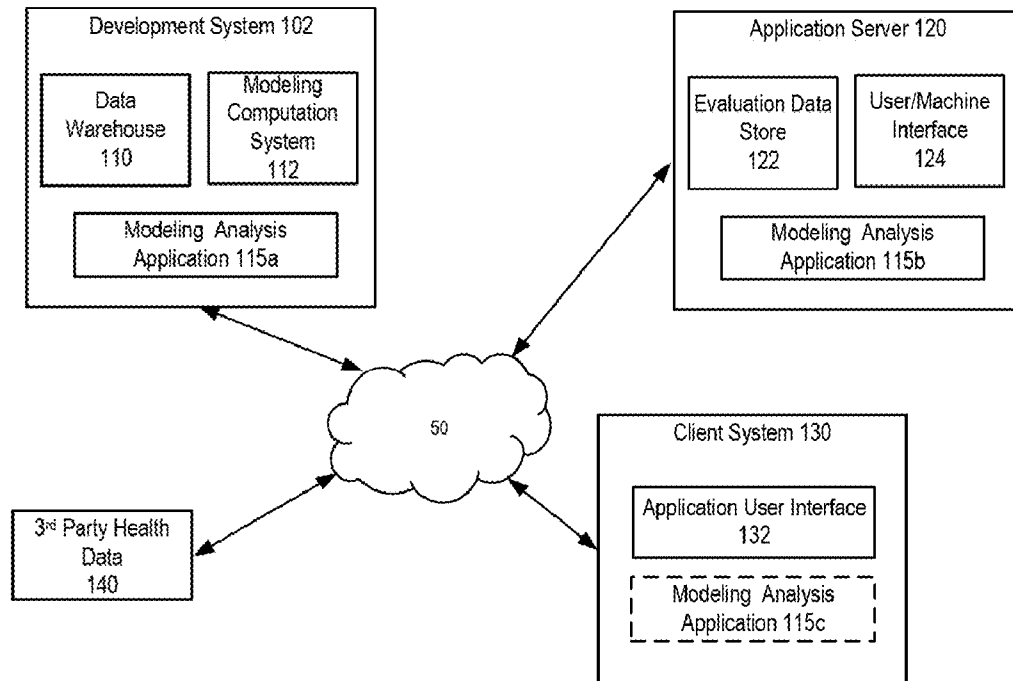 Development System 102
Data
Warehouse
110
Modeling
Computation
System
112
Modeling Analysis
Application 115a
Application Server 120
Evaluation Data
Store
122
User/Machine
Interface
124
Modeling Analysis
Application 115b
50
3rd Party Health
Data
140
Client System 130
Application User Interface
132
Modeling Analysis
Application 115c